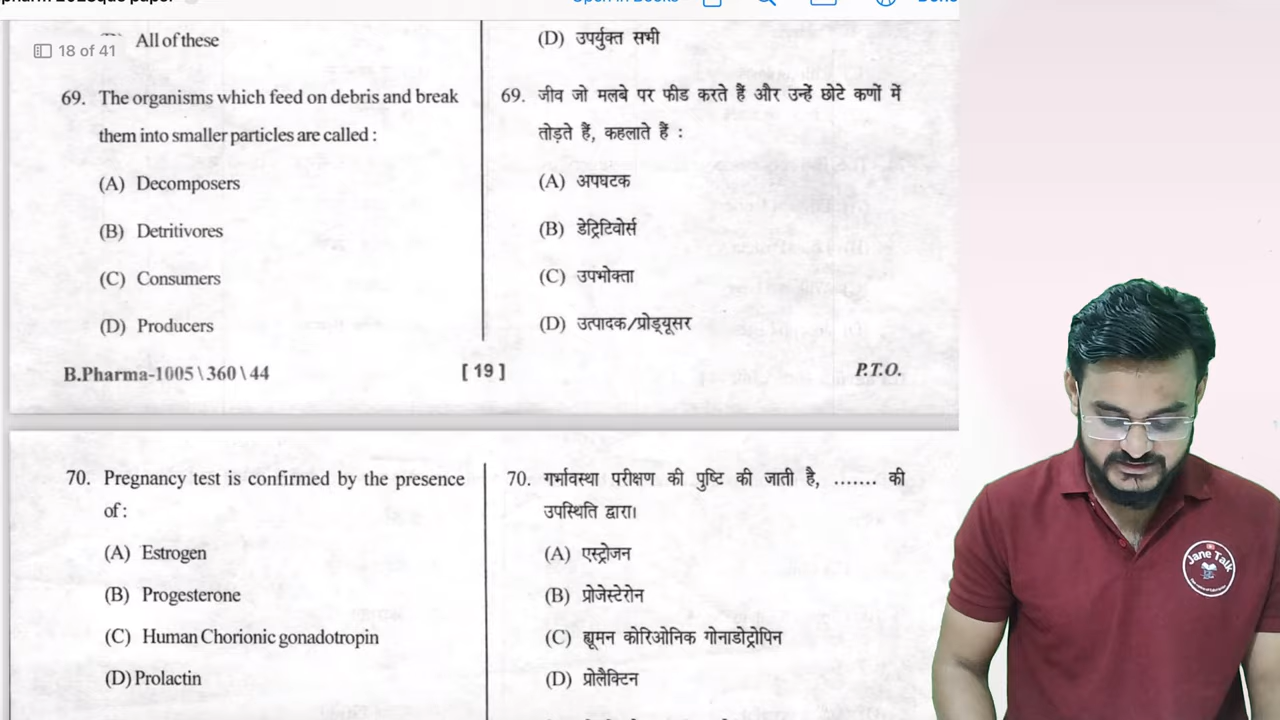 Open in Books
18 of 41
All of these
69. The organisms which feed on debris and break
them into smaller particles are called :
(A) Decomposers
(B) Detritivores
(C) Consumers
(D) Producers
B.Pharma-1005\360\44
(D) उपर्युक्त सभी
69. जीव जो मलबे पर फीड करते हैं और उन्हें छोटे कणों में
तोड़ते हैं, कहलाते हैं :
(A) अपघटक
(B) डेट्रिटिवोर्स
(C) उपभोक्ता
(D) उत्पादक/प्रोड्यूसर
[ 19 ]
P.T.O.
70. Pregnancy test is confirmed by the presence
of :
(A) Estrogen
(B) Progesterone
(C) Human Chorionic gonadotropin
(D) Prolactin
70. गर्भावस्था परीक्षण की पुष्टि की जाती है, ....... की
उपस्थिति द्वारा।
(A) एस्ट्रोजन
(B) प्रोजेस्टेरोन
(C) ह्यूमन कोरिओनिक गोनाडोट्रोपिन
(D) प्रोलैक्टिन
Jane Talk